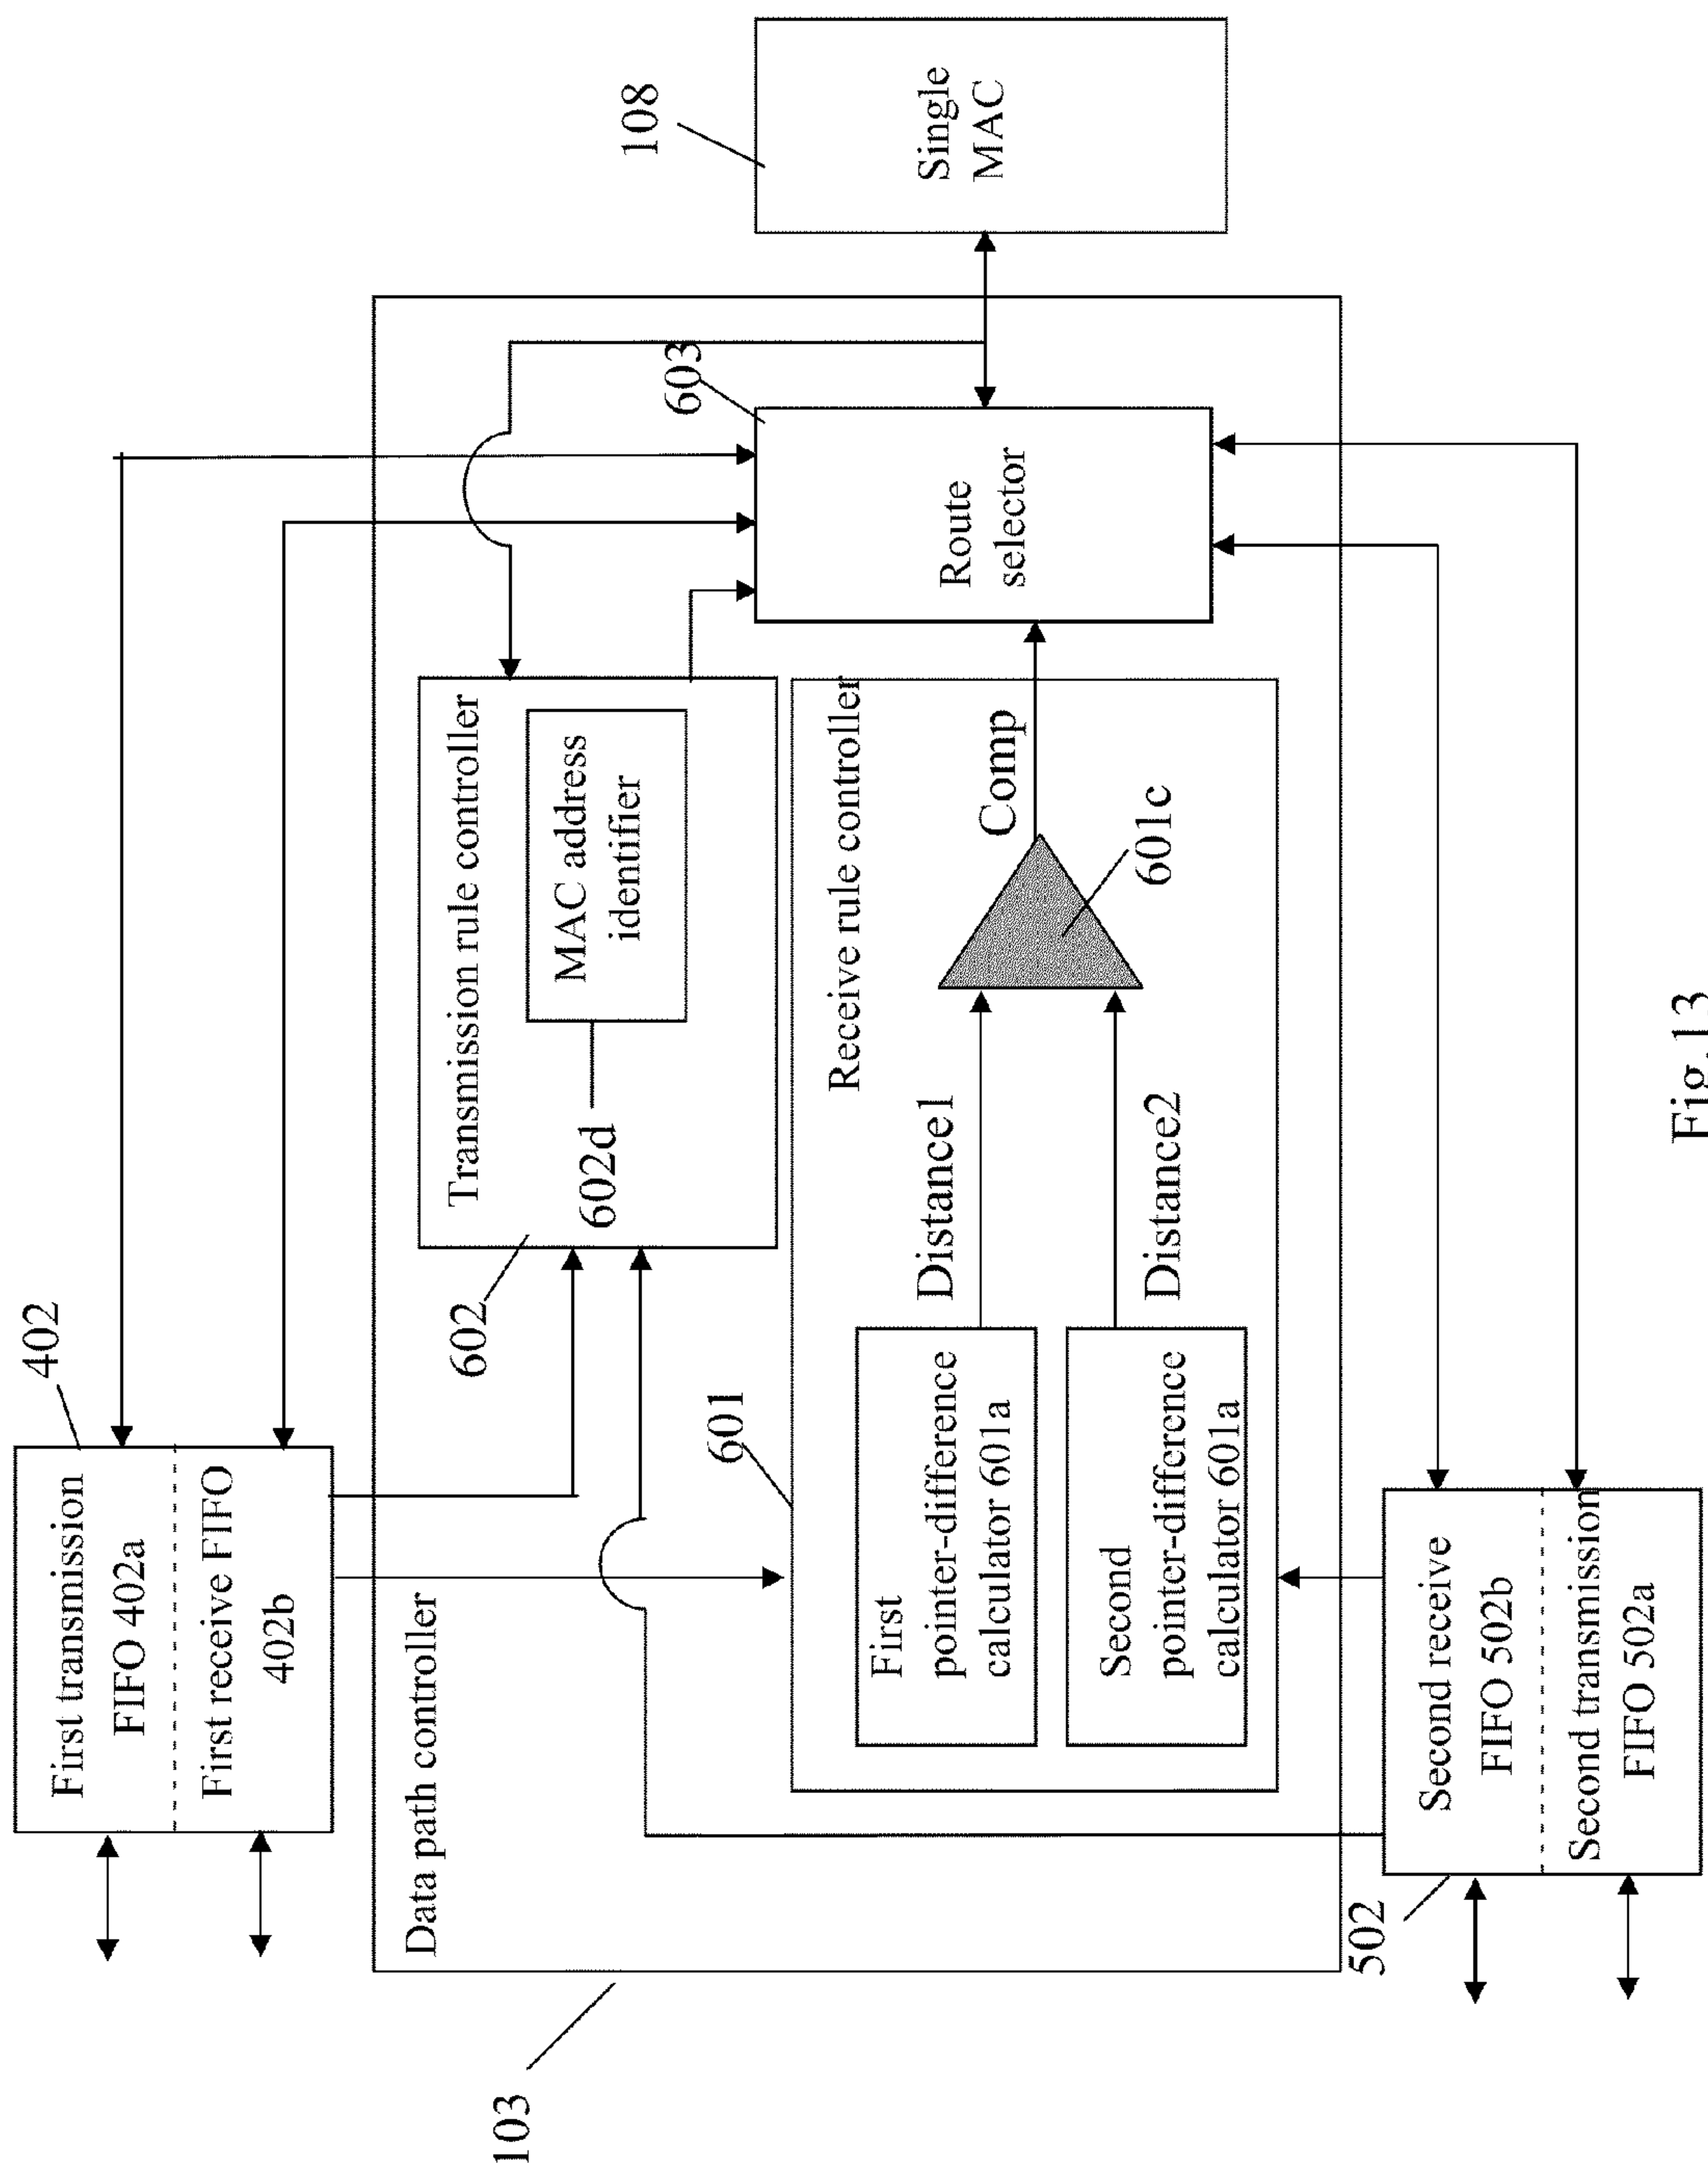 402
First transmission
FIFO 402a
First receive FIFO
402b
Data path controller
103
602
Transmission rule controller
602d
MAC address
identifier
603
Route
selector
108
Single
MAC
601
Receive rule controller
First
pointer-difference
calculator 601a
Distance1
Second
pointer-difference
calculator 601a
Distance2
Comp
601c
502
Second receive
FIFO 502b
Second transmission
FIFO 502a
Fig.13